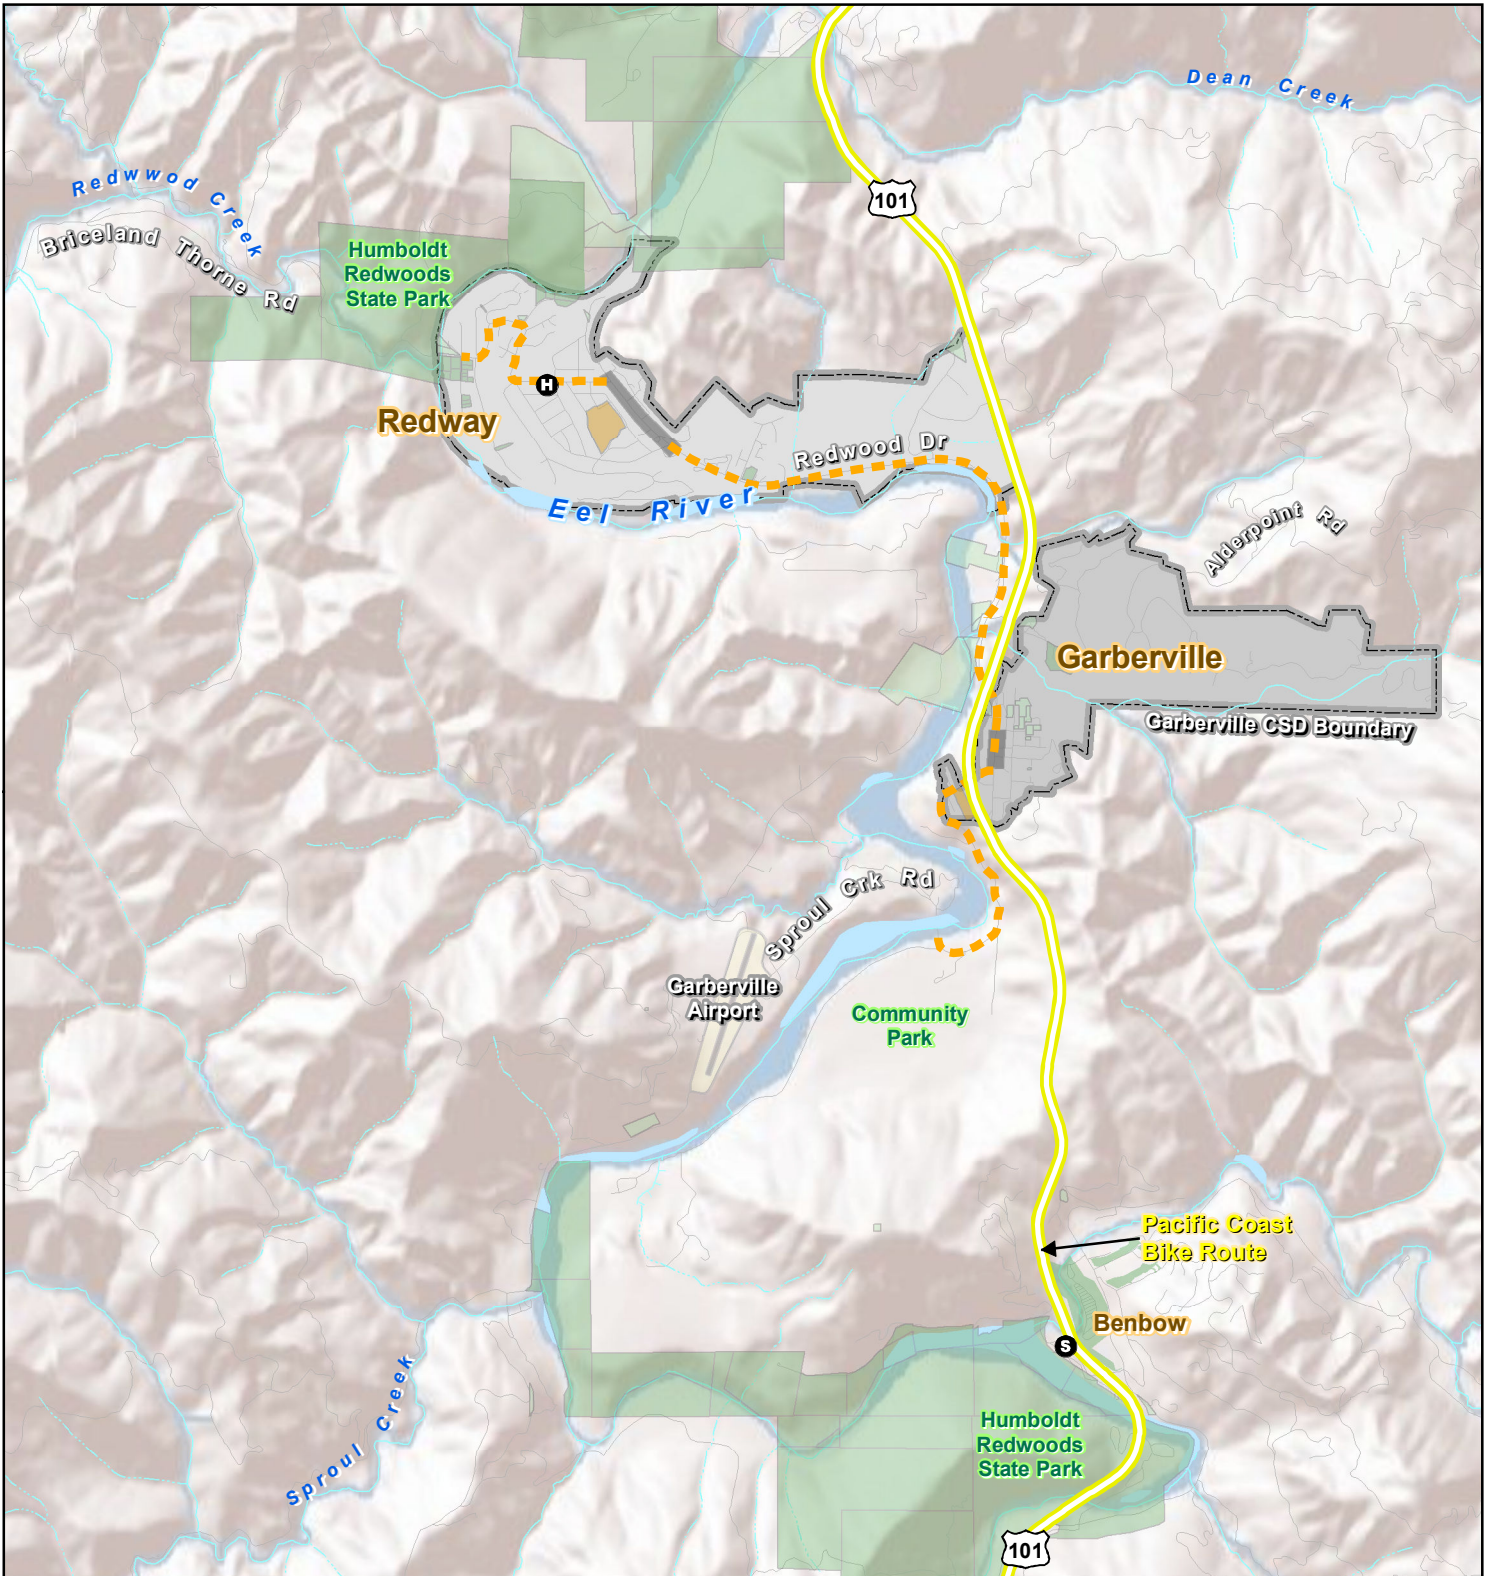 Dean Creek
Redwwod Creek
101
Briceland Thorne Rd
Humboldt
Redwoods
State Park
H
Redway
Redwood Dr
Eel River
Alderpoint Rd
Garberville
Garberville CSD Boundary
Sproul Crk Rd
Garberville
Airport
Community
Park
Pacific Coast
Bike Route
Benbow
S
Sproul Creek
Humboldt
Redwoods
State Park
101